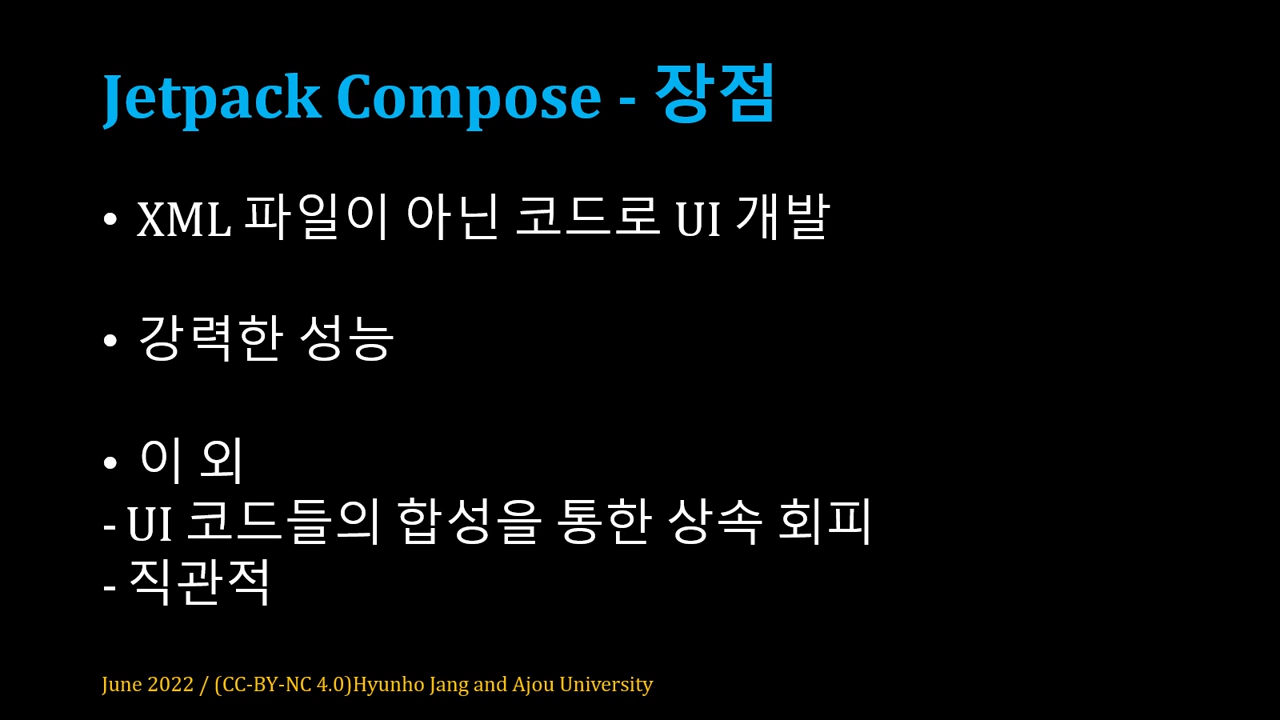 Jetpack Compose - 장점
• XML 파일이 아닌 코드로 UI 개발
• 강력한 성능
• 이 외
- UI 코드들의 합성을 통한 상속 회피
- 직관적
June 2022 / (CC-BY-NC 4.0)Hyunho Jang and Ajou University